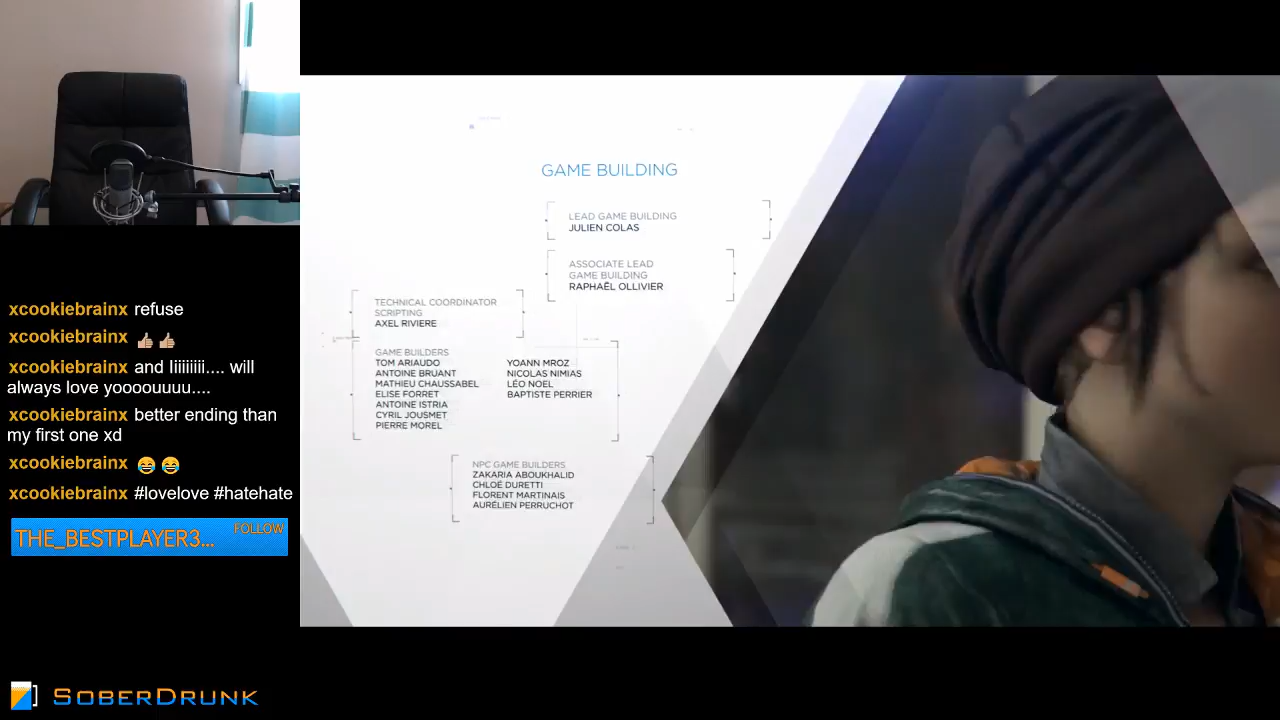 xcookiebrainx refuse
xcookiebrainx 👍🏼👍🏼
xcookiebrainx and Iiiiiiii.... will
always love yoooouuuu....
xcookiebrainx better ending than
my first one xd
xcookiebrainx 😂😂
xcookiebrainx #lovelove #hatehate
THE_BESTPLAYER3... FOLLOW
SOBERDRUNK
GAME BUILDING
LEAD GAME BUILDING
JULIEN COLAS
ASSOCIATE LEAD
GAME BUILDING
RAPHAËL OLLIVIER
TECHNICAL COORDINATOR
SCRIPTING
AXEL RIVIERE
GAME BUILDERS
TOM ARIAUDO
ANTOINE BRUANT
MATHIEU CHAUSSABEL
ELISE FORRET
ANTOINE ISTRIA
CYRIL JOUSMET
PIERRE MOREL
YOANN MROZ
NICOLAS NIMIAS
LÉO NOEL
BAPTISTE PERRIER
NPC GAME BUILDERS
ZAKARIA ABOUKHALID
CHLOÉ DURETTI
FLORENT MARTINAIS
AURÉLIEN PERRUCHOT